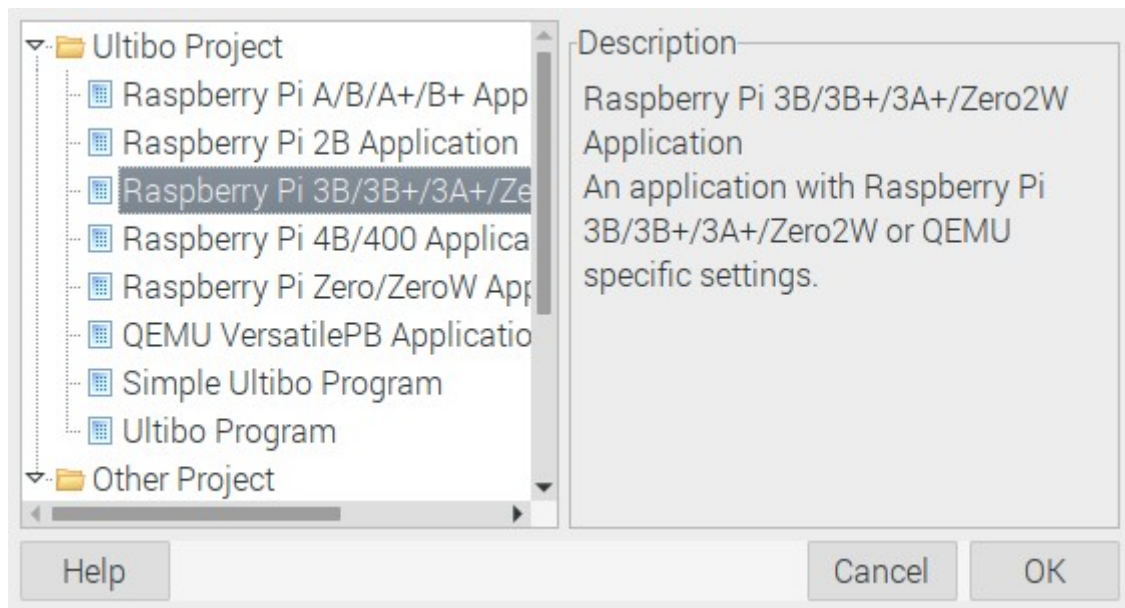 Ultibo Project
Raspberry Pi A/B/A+/B+ App
Raspberry Pi 2B Application
Raspberry Pi 3B/3B+/3A+/Ze
Raspberry Pi 4B/400 Applica
Raspberry Pi Zero/ZeroW App
QEMU VersatilePB Applicatio
Simple Ultibo Program
Ultibo Program
Other Project
Description
Raspberry Pi 3B/3B+/3A+/Zero2W
Application
An application with Raspberry Pi
3B/3B+/3A+/Zero2W or QEMU
specific settings.
Help
Cancel
OK